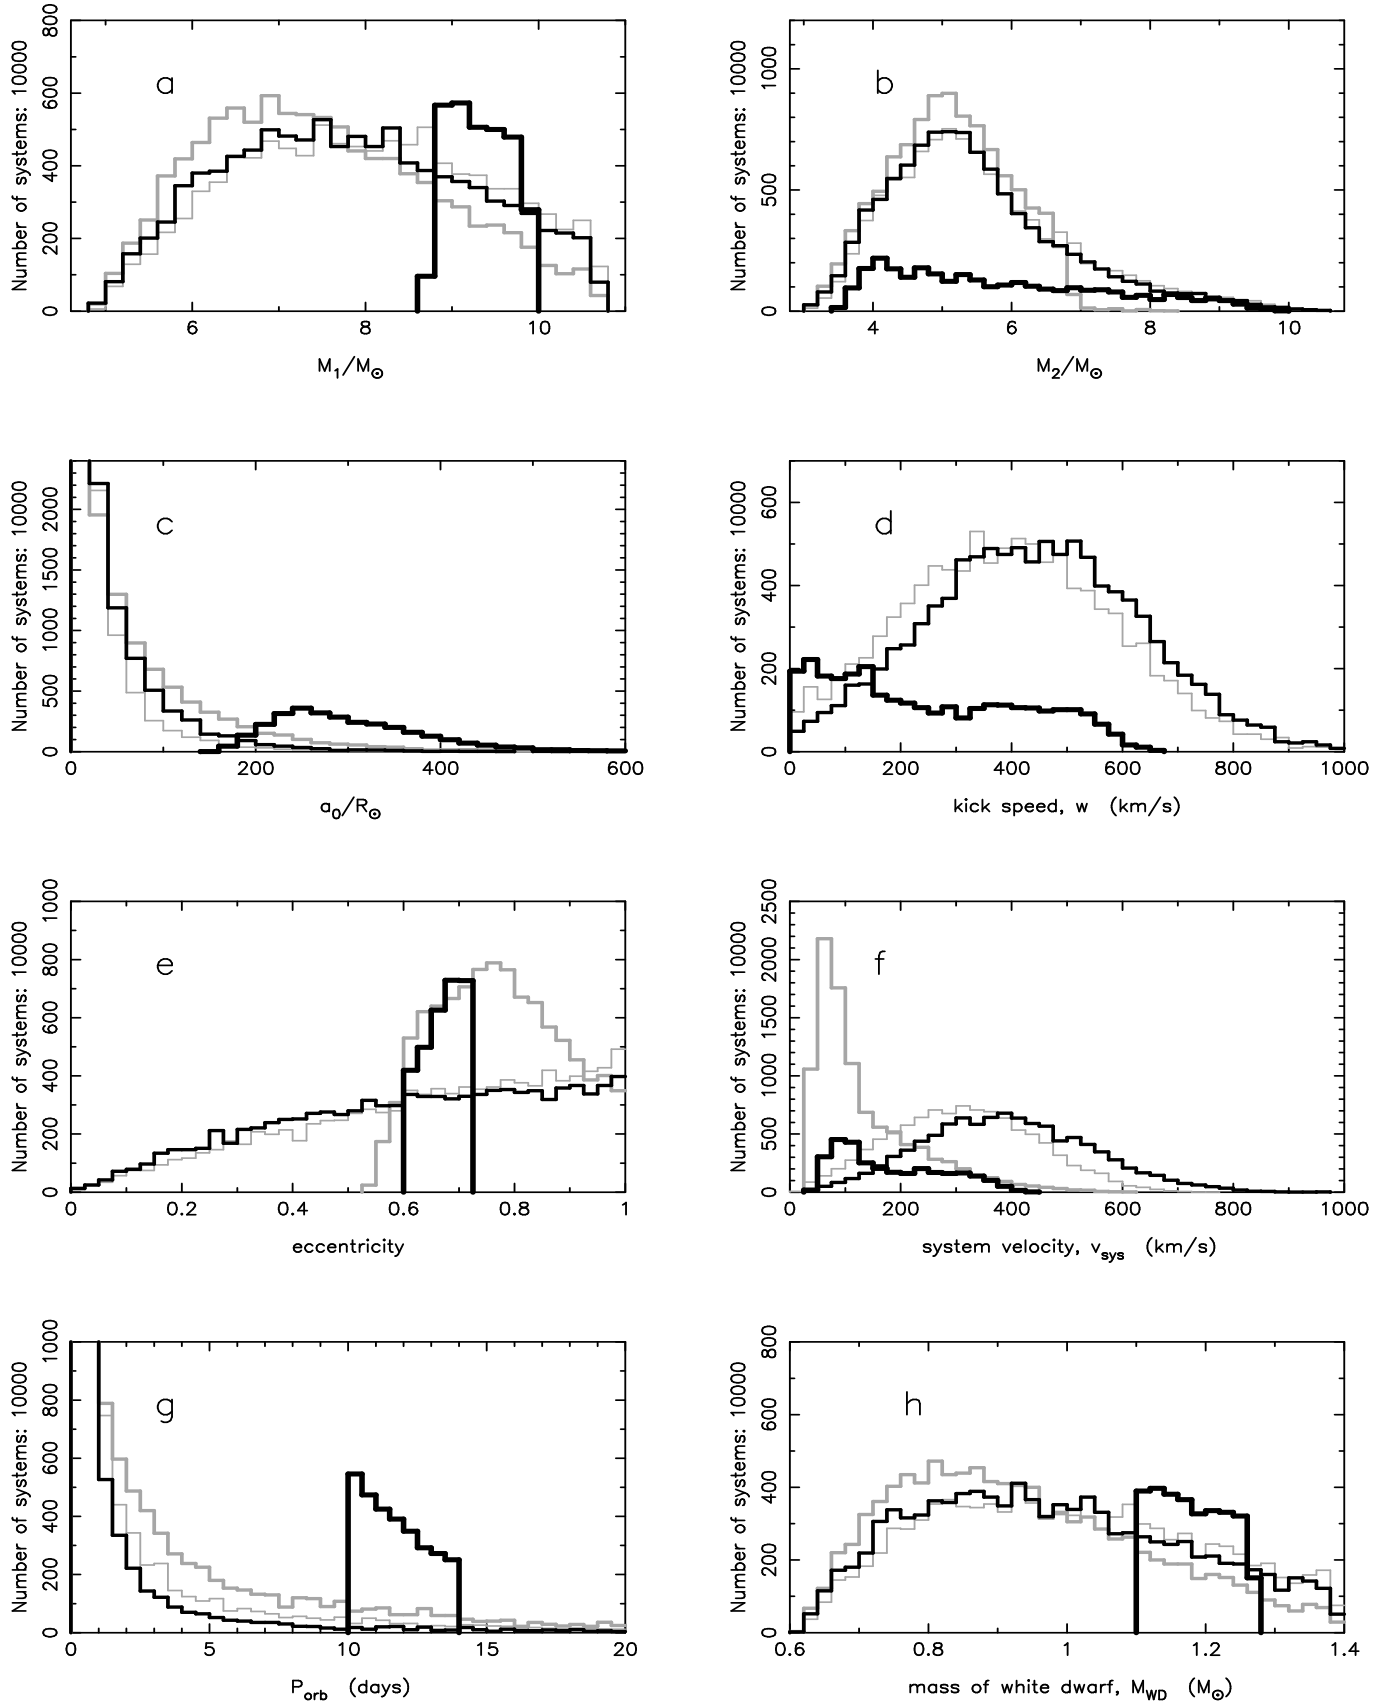 a
Number of systems: 10000
0 200 400 600 800
6 8 10
M₁/M⊙
b
Number of systems: 10000
0 500 1000
4 6 8 10
M₂/M⊙
c
Number of systems: 10000
0 500 1000 1500 2000
0 200 400 600
a₀/R⊙
d
Number of systems: 10000
0 200 400 600
0 200 400 600 800 1000
kick speed, w (km/s)
e
Number of systems: 10000
0 200 400 600 800 1000
0 0.2 0.4 0.6 0.8 1
eccentricity
f
Number of systems: 10000
0 500 1000 1500 2000 2500
0 200 400 600 800 1000
system velocity, v_sys (km/s)
g
Number of systems: 10000
0 200 400 600 800 1000
0 5 10 15 20
P_orb (days)
h
Number of systems: 10000
0 200 400 600 800
0.6 0.8 1 1.2 1.4
mass of white dwarf, M_WD (M⊙)